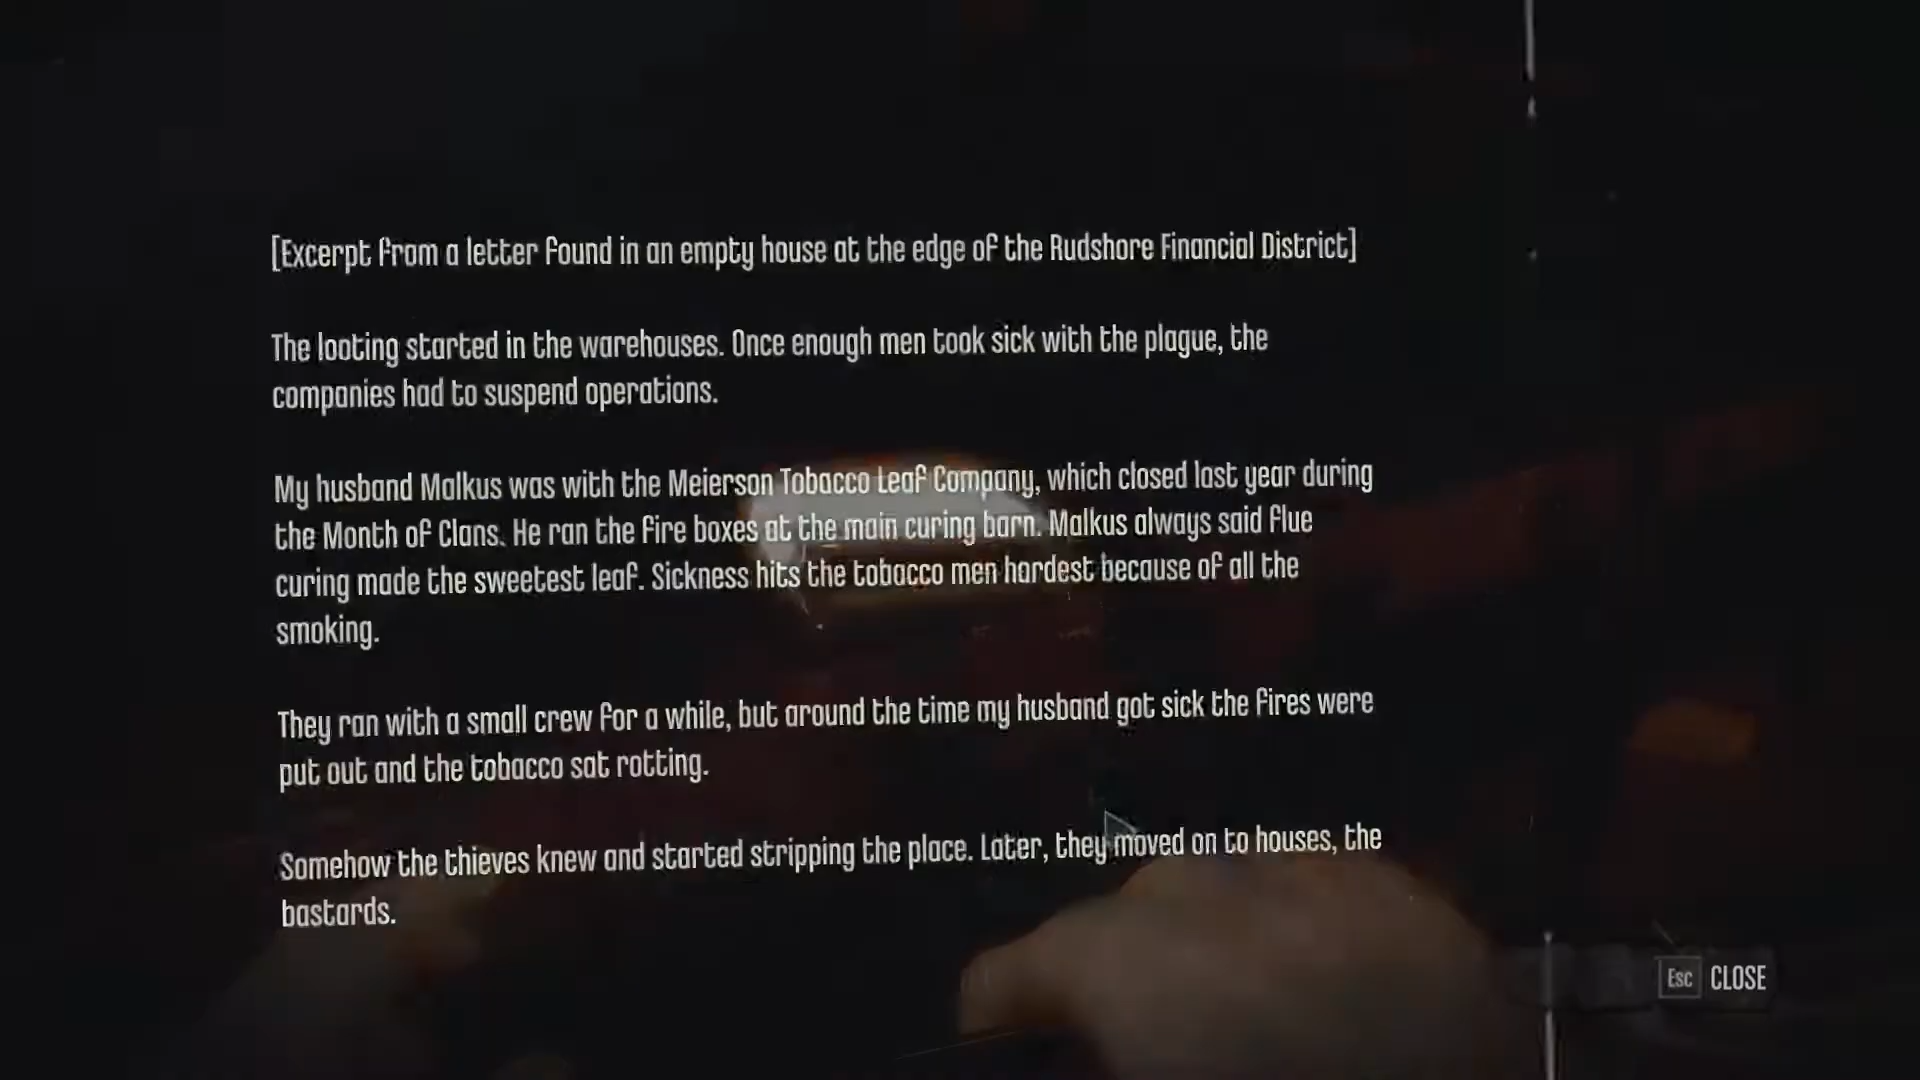 [Excerpt from a letter found in an empty house at the edge of the Rudshore Financial District]
The looting started in the warehouses. Once enough men took sick with the plague, the
companies had to suspend operations.
My husband Malkus was with the Meierson Tobacco Leaf Company, which closed last year during
the Month of Clans. He ran the fire boxes at the main curing barn. Malkus always said flue
curing made the sweetest leaf. Sickness hits the tobacco men hardest because of all the
smoking.
They ran with a small crew for a while, but around the time my husband got sick the fires were
put out and the tobacco sat rotting.
Somehow the thieves knew and started stripping the place. Later, they moved on to houses, the
bastards.
Esc CLOSE